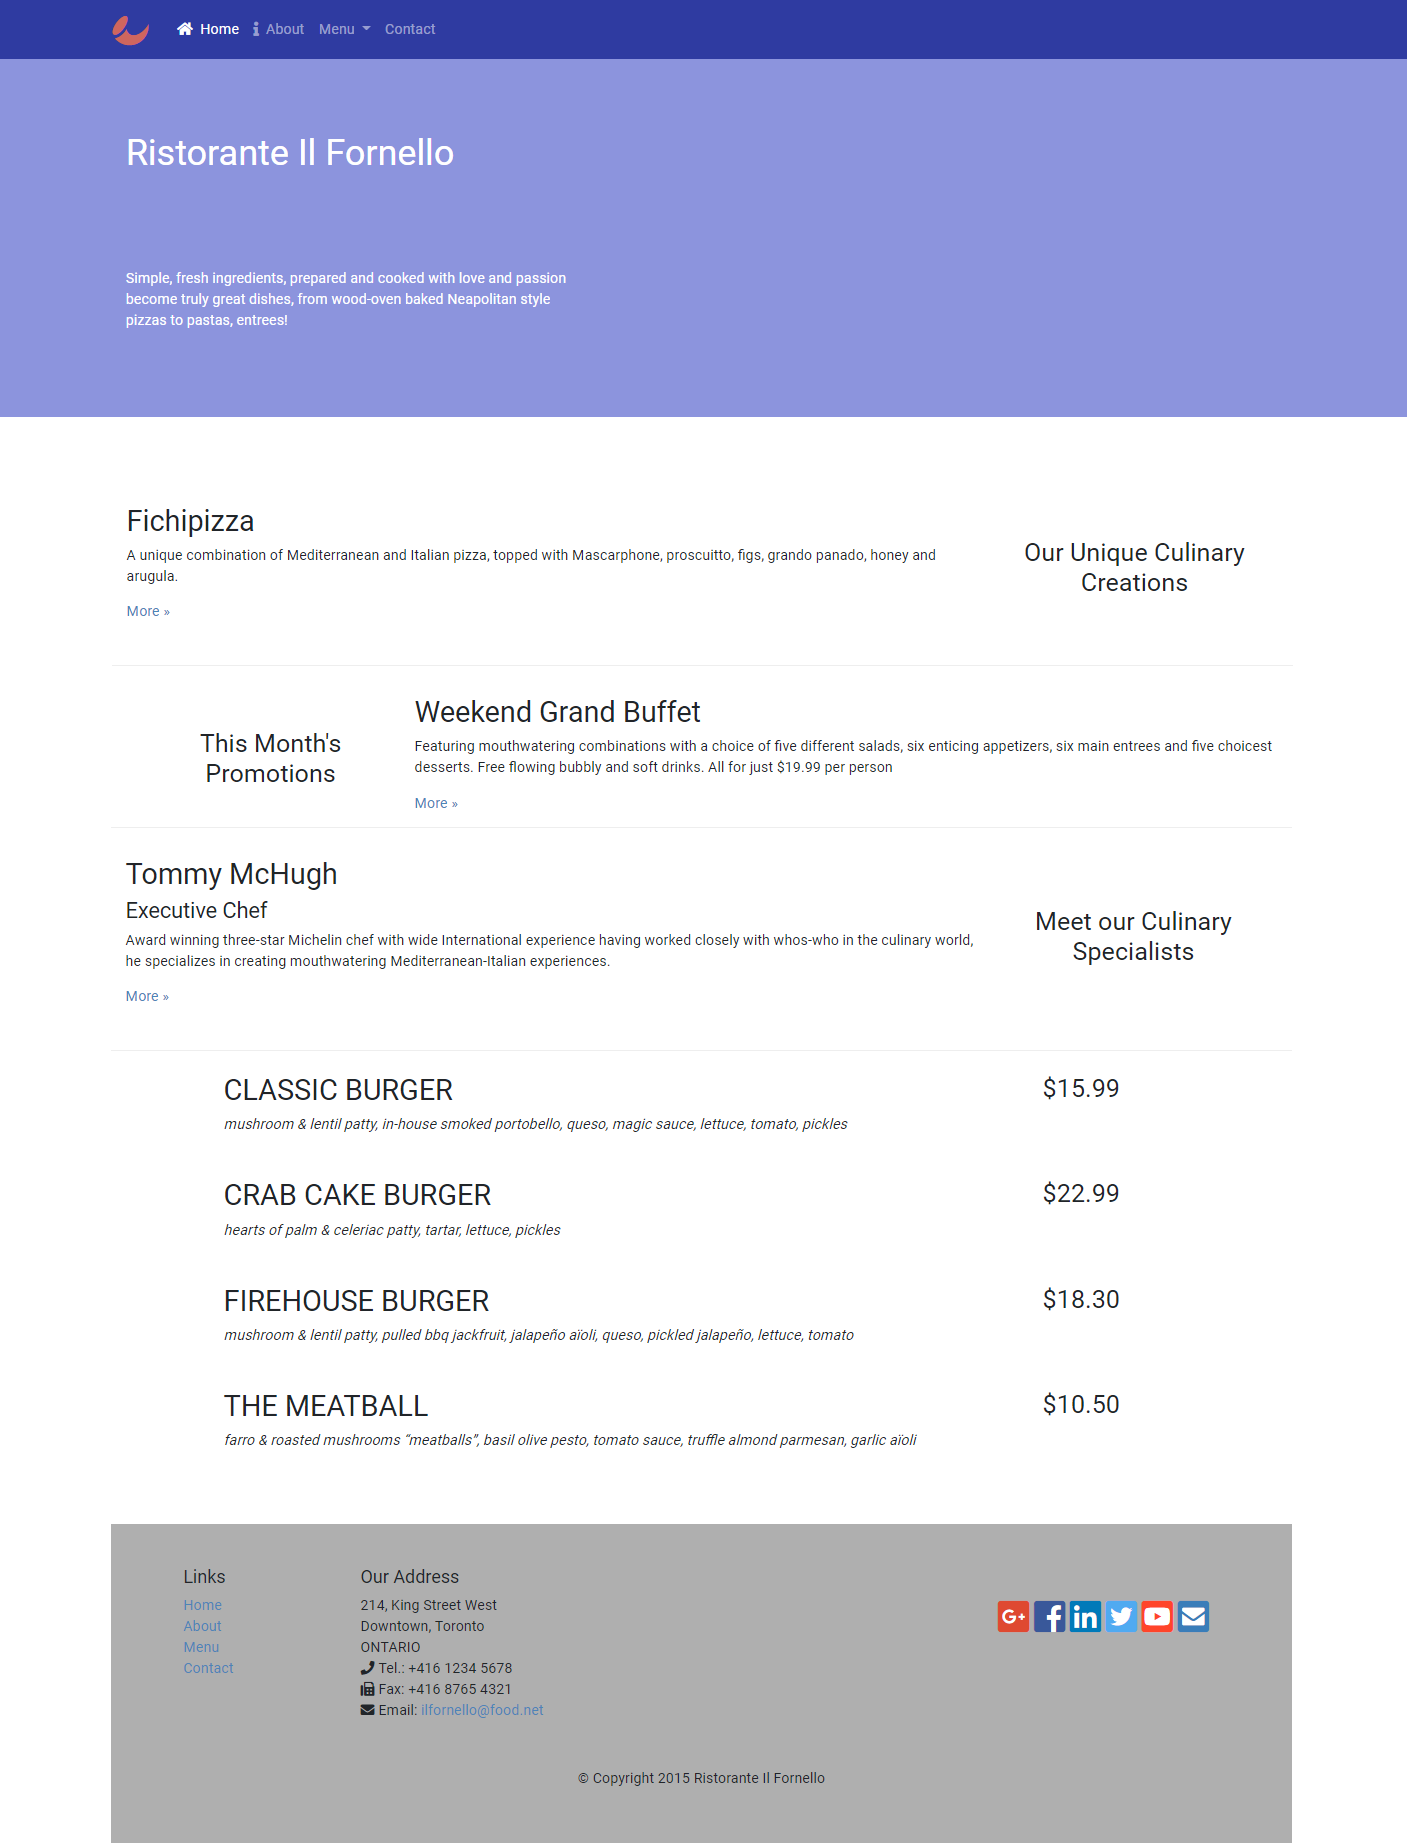 Home About Menu Contact
Ristorante Il Fornello
Simple, fresh ingredients, prepared and cooked with love and passion
become truly great dishes, from wood-oven baked Neapolitan style
pizzas to pastas, entrees!
Fichipizza
A unique combination of Mediterranean and Italian pizza, topped with Mascarphone, proscuitto, figs, grando panado, honey and
arugula.
More »
Our Unique Culinary
Creations
This Month's
Promotions
Weekend Grand Buffet
Featuring mouthwatering combinations with a choice of five different salads, six enticing appetizers, six main entrees and five choicest
desserts. Free flowing bubbly and soft drinks. All for just $19.99 per person
More »
Tommy McHugh
Executive Chef
Award winning three-star Michelin chef with wide International experience having worked closely with whos-who in the culinary world,
he specializes in creating mouthwatering Mediterranean-Italian experiences.
More »
Meet our Culinary
Specialists
CLASSIC BURGER $15.99
mushroom & lentil patty, in-house smoked portobello, queso, magic sauce, lettuce, tomato, pickles
CRAB CAKE BURGER $22.99
hearts of palm & celeriac patty, tartar, lettuce, pickles
FIREHOUSE BURGER $18.30
mushroom & lentil patty, pulled bbq jackfruit, jalapeño aïoli, queso, pickled jalapeño, lettuce, tomato
THE MEATBALL $10.50
farro & roasted mushrooms “meatballs”, basil olive pesto, tomato sauce, truffle almond parmesan, garlic aïoli
Links
Home
About
Menu
Contact
Our Address
214, King Street West
Downtown, Toronto
ONTARIO
Tel.: +416 1234 5678
Fax: +416 8765 4321
Email: ilfornello@food.net
G+ f in
© Copyright 2015 Ristorante Il Fornello